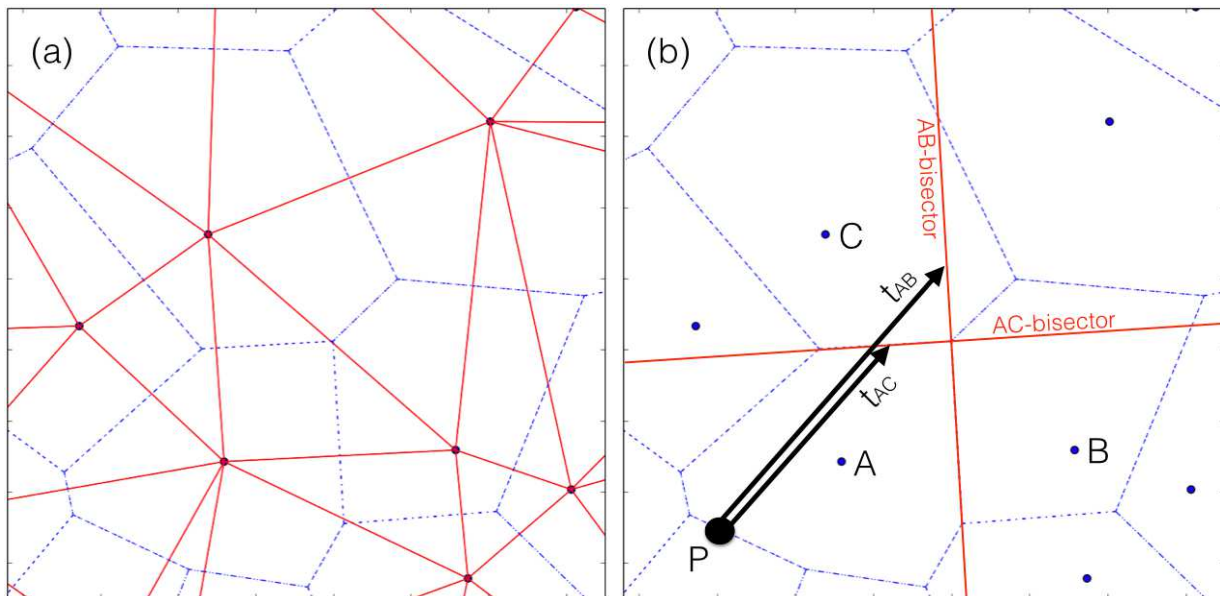 (a)
(b)
AB-bisector
C
tAB
AC-bisector
tAC
A
B
P